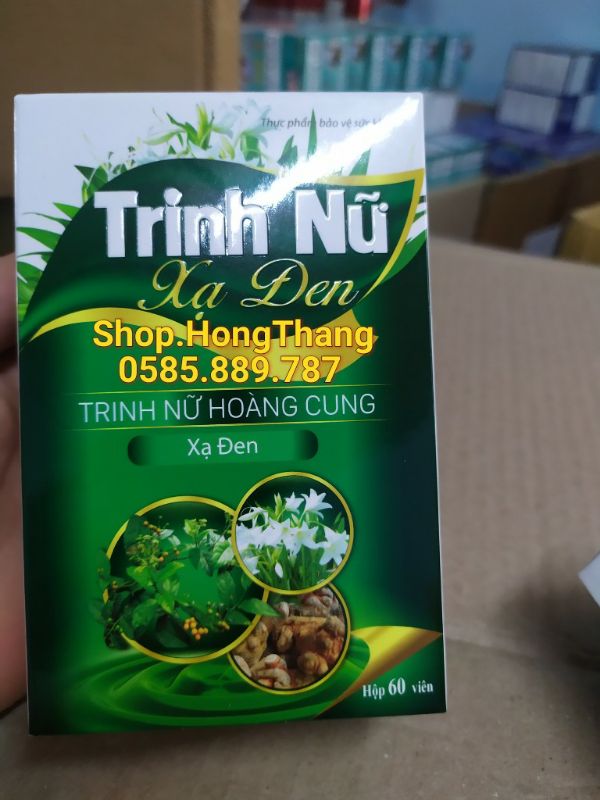 Thực phẩm bảo vệ sức
Trinh Nữ
Xạ Đen
Shop.HongThang
0585.889.787
TRINH NỮ HOÀNG CUNG
Xạ Đen
Hộp 60 viên